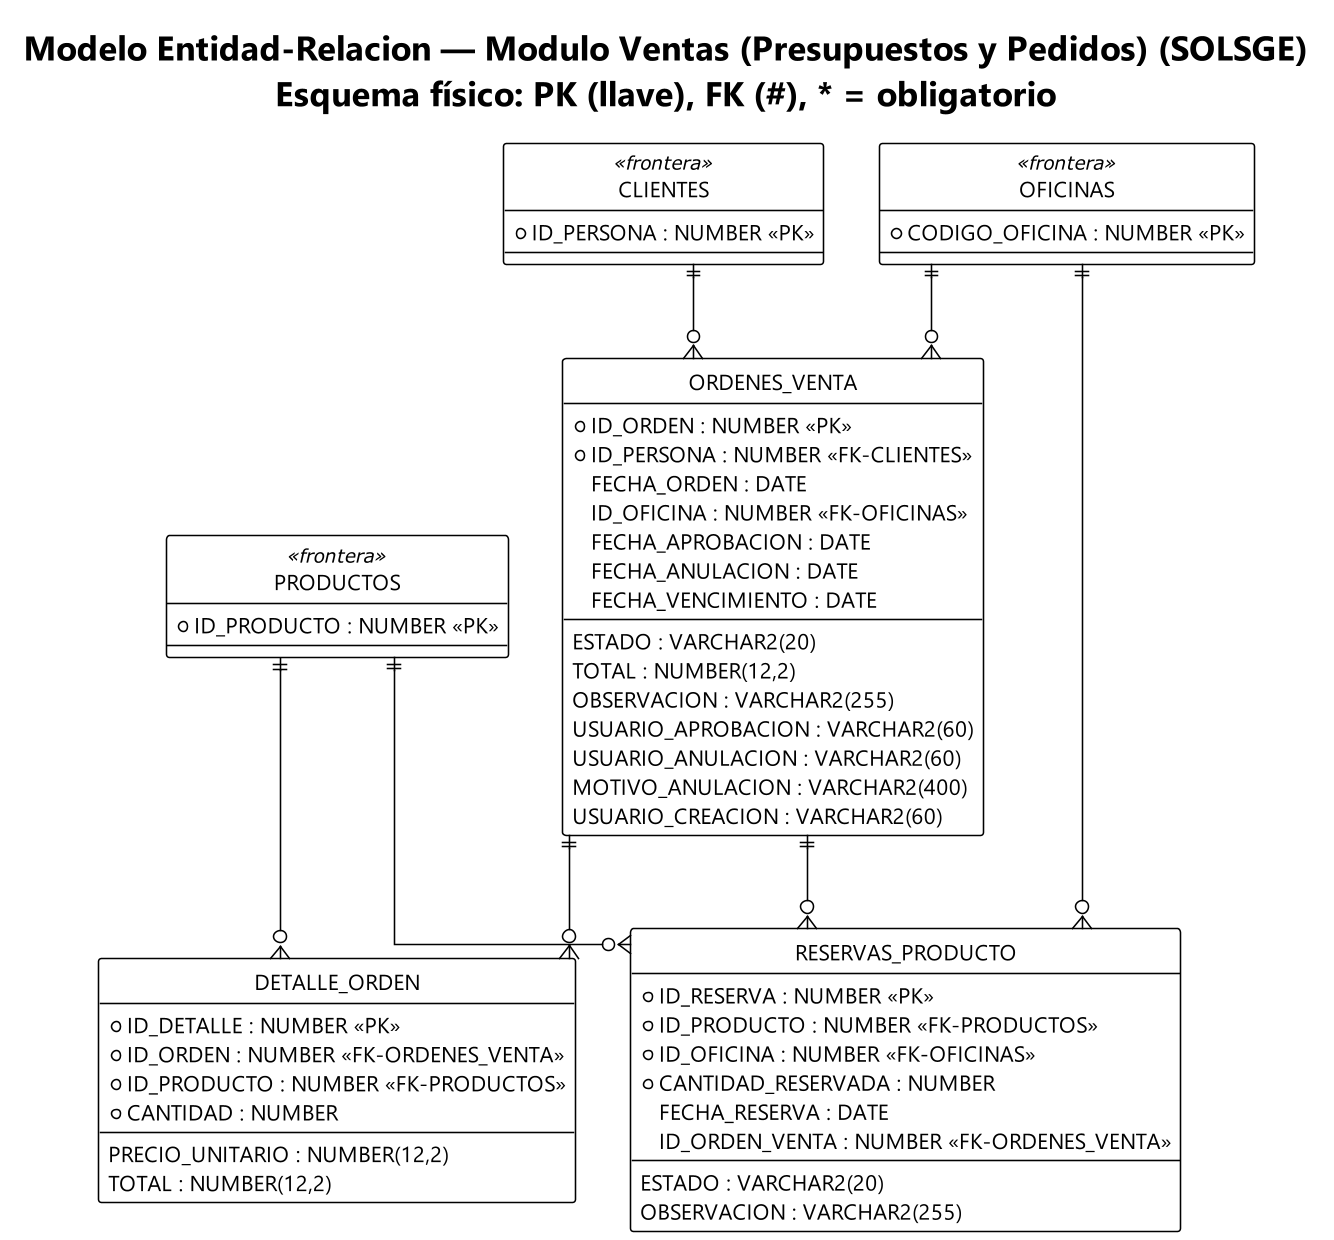 Modelo Entidad-Relacion — Modulo Ventas (Presupuestos y Pedidos) (SOLSGE)
Esquema físico: PK (llave), FK (#), * = obligatorio
«frontera»
CLIENTES
ID_PERSONA : NUMBER «PK»
«frontera»
OFICINAS
CODIGO_OFICINA : NUMBER «PK»
ORDENES_VENTA
ID_ORDEN : NUMBER «PK»
ID_PERSONA : NUMBER «FK-CLIENTES»
FECHA_ORDEN : DATE
ID_OFICINA : NUMBER «FK-OFICINAS»
FECHA_APROBACION : DATE
FECHA_ANULACION : DATE
FECHA_VENCIMIENTO : DATE
ESTADO : VARCHAR2(20)
TOTAL : NUMBER(12,2)
OBSERVACION : VARCHAR2(255)
USUARIO_APROBACION : VARCHAR2(60)
USUARIO_ANULACION : VARCHAR2(60)
MOTIVO_ANULACION : VARCHAR2(400)
USUARIO_CREACION : VARCHAR2(60)
«frontera»
PRODUCTOS
ID_PRODUCTO : NUMBER «PK»
DETALLE_ORDEN
ID_DETALLE : NUMBER «PK»
ID_ORDEN : NUMBER «FK-ORDENES_VENTA»
ID_PRODUCTO : NUMBER «FK-PRODUCTOS»
CANTIDAD : NUMBER
PRECIO_UNITARIO : NUMBER(12,2)
TOTAL : NUMBER(12,2)
RESERVAS_PRODUCTO
ID_RESERVA : NUMBER «PK»
ID_PRODUCTO : NUMBER «FK-PRODUCTOS»
ID_OFICINA : NUMBER «FK-OFICINAS»
CANTIDAD_RESERVADA : NUMBER
FECHA_RESERVA : DATE
ID_ORDEN_VENTA : NUMBER «FK-ORDENES_VENTA»
ESTADO : VARCHAR2(20)
OBSERVACION : VARCHAR2(255)